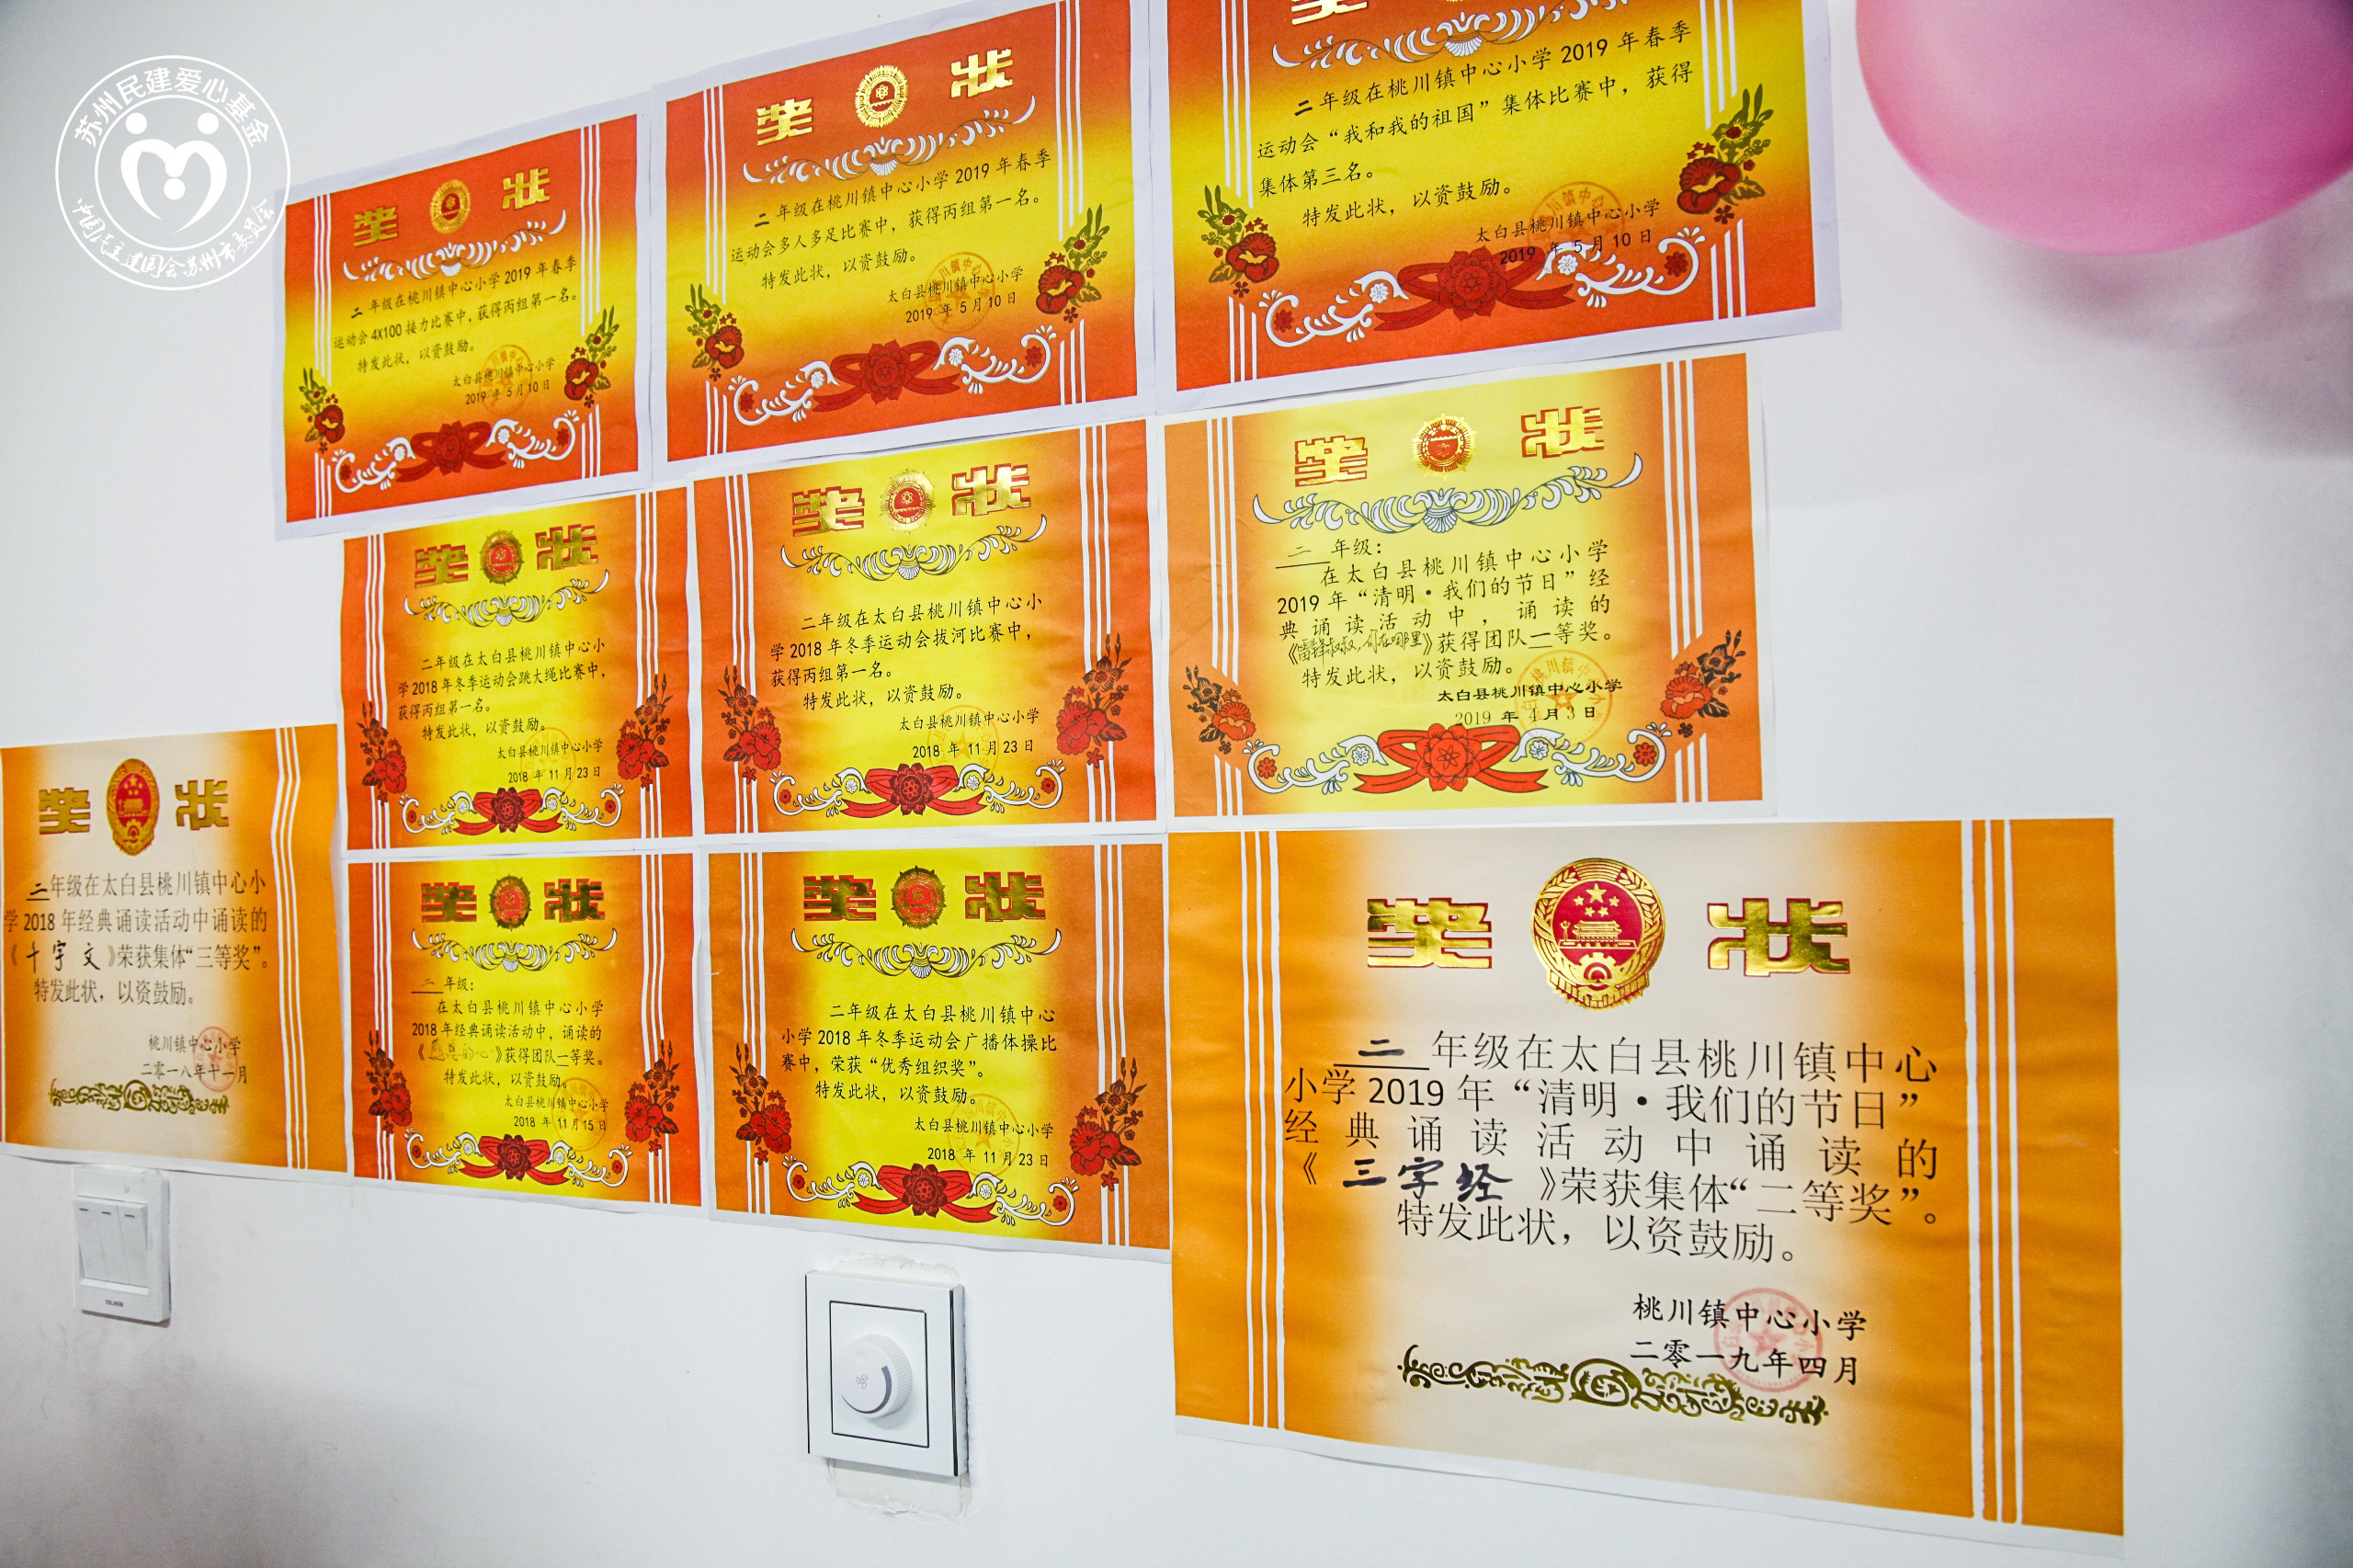 苏州民建爱心基金
中国民主建国会苏州市委员会
奖状
二年级在桃川镇中心小学2019年春季
运动会4X100接力比赛中，获得丙组第一名。
特发此状，以资鼓励。
太白县桃川镇中心小学
2019 年 5月10日
奖状
二年级在桃川镇中心小学2019年春季
运动会多人多足比赛中，获得丙组第一名。
特发此状，以资鼓励。
太白县桃川镇中心小学
2019 年 5月10日
二年级在桃川镇中心小学2019年春季
运动会“我和我的祖国”集体比赛中，获得
集体第三名。
特发此状，以资鼓励。
太白县桃川镇中心小学
2019 年 5月10日
奖状
二年级在太白县桃川镇中心小
学2018年冬季运动会跳大绳比赛中，
获得丙组第一名。
特发此状，以资鼓励。
太白县桃川镇中心小学
2018 年 11月23日
奖状
二年级在太白县桃川镇中心小
学2018年冬季运动会拔河比赛中，
获得丙组第一名。
特发此状，以资鼓励。
太白县桃川镇中心小学
2018 年 11月23日
奖状
二年级：
在太白县桃川镇中心小学
2019年“清明·我们的节日”经
典诵读活动中，诵读的
《雷锋叔叔，你在哪里》获得团队一等奖。
特发此状，以资鼓励。
太白县桃川镇中心小学
2019 年 4月3日
奖状
二年级在太白县桃川镇中心小
学2018年经典诵读活动中诵读的
《千字文》荣获集体“三等奖”。
特发此状，以资鼓励。
桃川镇中心小学
二零一八年十一月
奖状
二年级：
在太白县桃川镇中心小学
2018年经典诵读活动中，诵读的
《感恩的心》获得团队一等奖。
特发此状，以资鼓励。
太白县桃川镇中心小学
2018 年 11月15日
奖状
二年级在太白县桃川镇中心
小学2018年冬季运动会广播体操比
赛中，荣获“优秀组织奖”。
特发此状，以资鼓励。
太白县桃川镇中心小学
2018 年 11月23日
奖状
二年级在太白县桃川镇中心
小学2019年“清明·我们的节日”
经典诵读活动中诵读的
《三字经》荣获集体“二等奖”。
特发此状，以资鼓励。
桃川镇中心小学
二零一九年四月